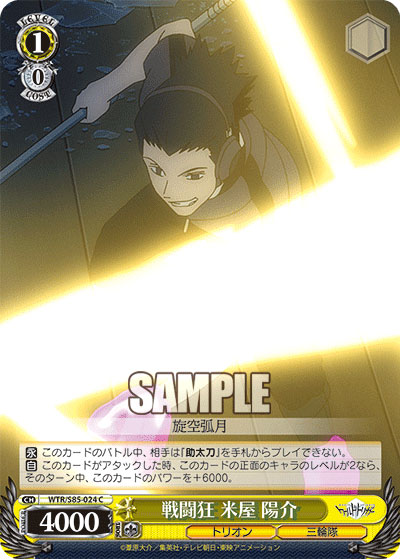 LEVEL
1
0
COST
SAMPLE
旋空弧月
永 このカードのバトル中、相手は『助太刀』を手札からプレイできない。
自 このカードがアタックした時、このカードの正面のキャラのレベルが2なら、
そのターン中、このカードのパワーを+6000。
CH WTR/S85-024 C
4000
戦闘狂 米屋 陽介
トリオン 三輪隊
©葦原大介／集英社・テレビ朝日・東映アニメーション